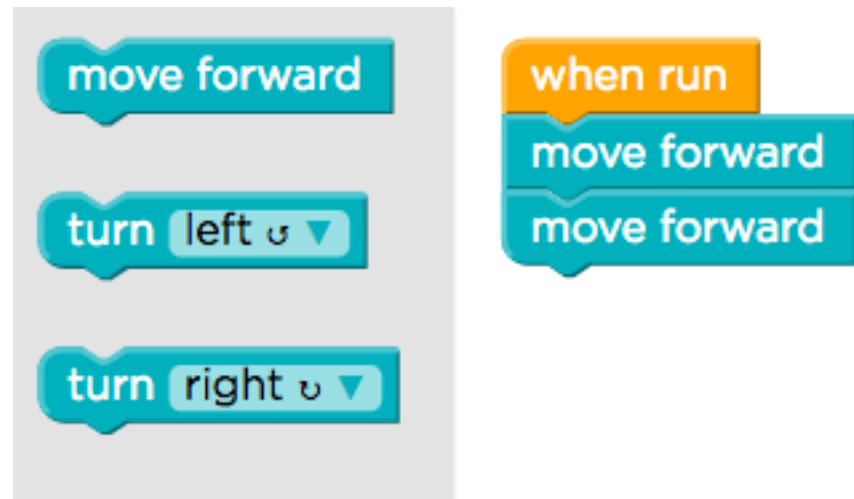 move forward
turn left ↺ ▼
turn right ↻ ▼
when run
move forward
move forward